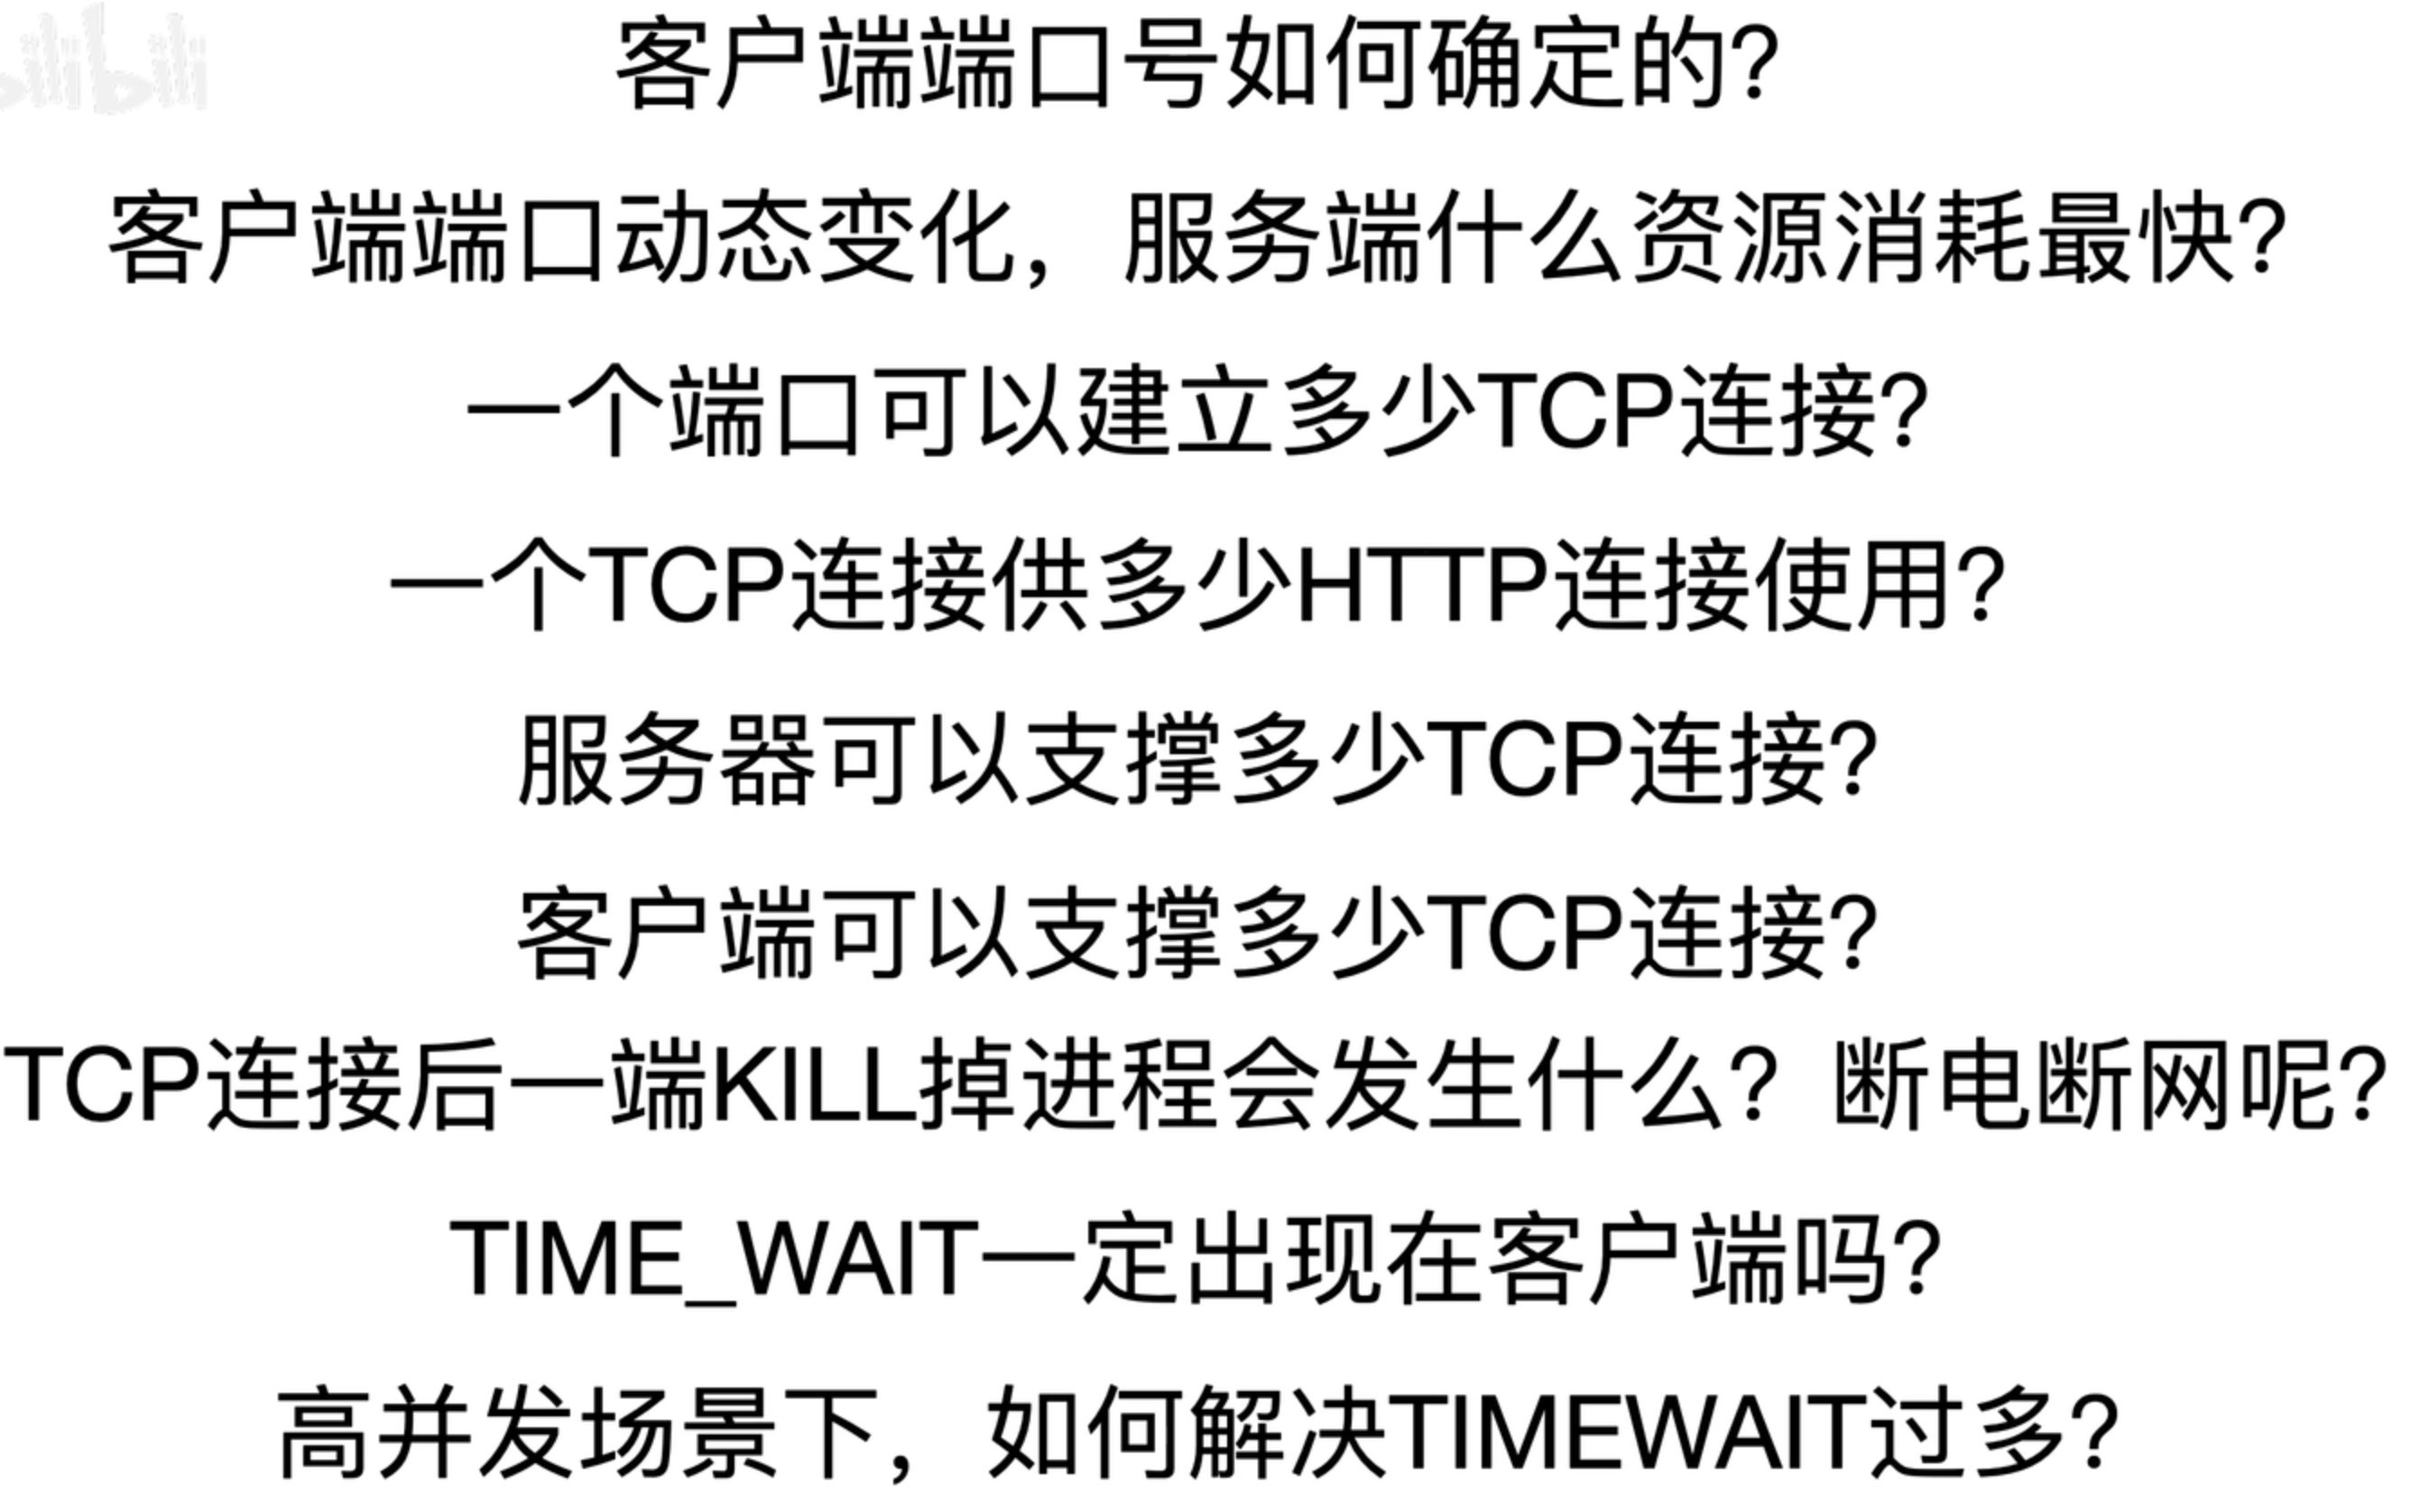 bilibili
客户端端口号如何确定的?
客户端端口动态变化，服务端什么资源消耗最快?
一个端口可以建立多少TCP连接?
一个TCP连接供多少HTTP连接使用?
服务器可以支撑多少TCP连接?
客户端可以支撑多少TCP连接?
TCP连接后一端KILL掉进程会发生什么? 断电断网呢?
TIME_WAIT一定出现在客户端吗?
高并发场景下，如何解决TIMEWAIT过多?